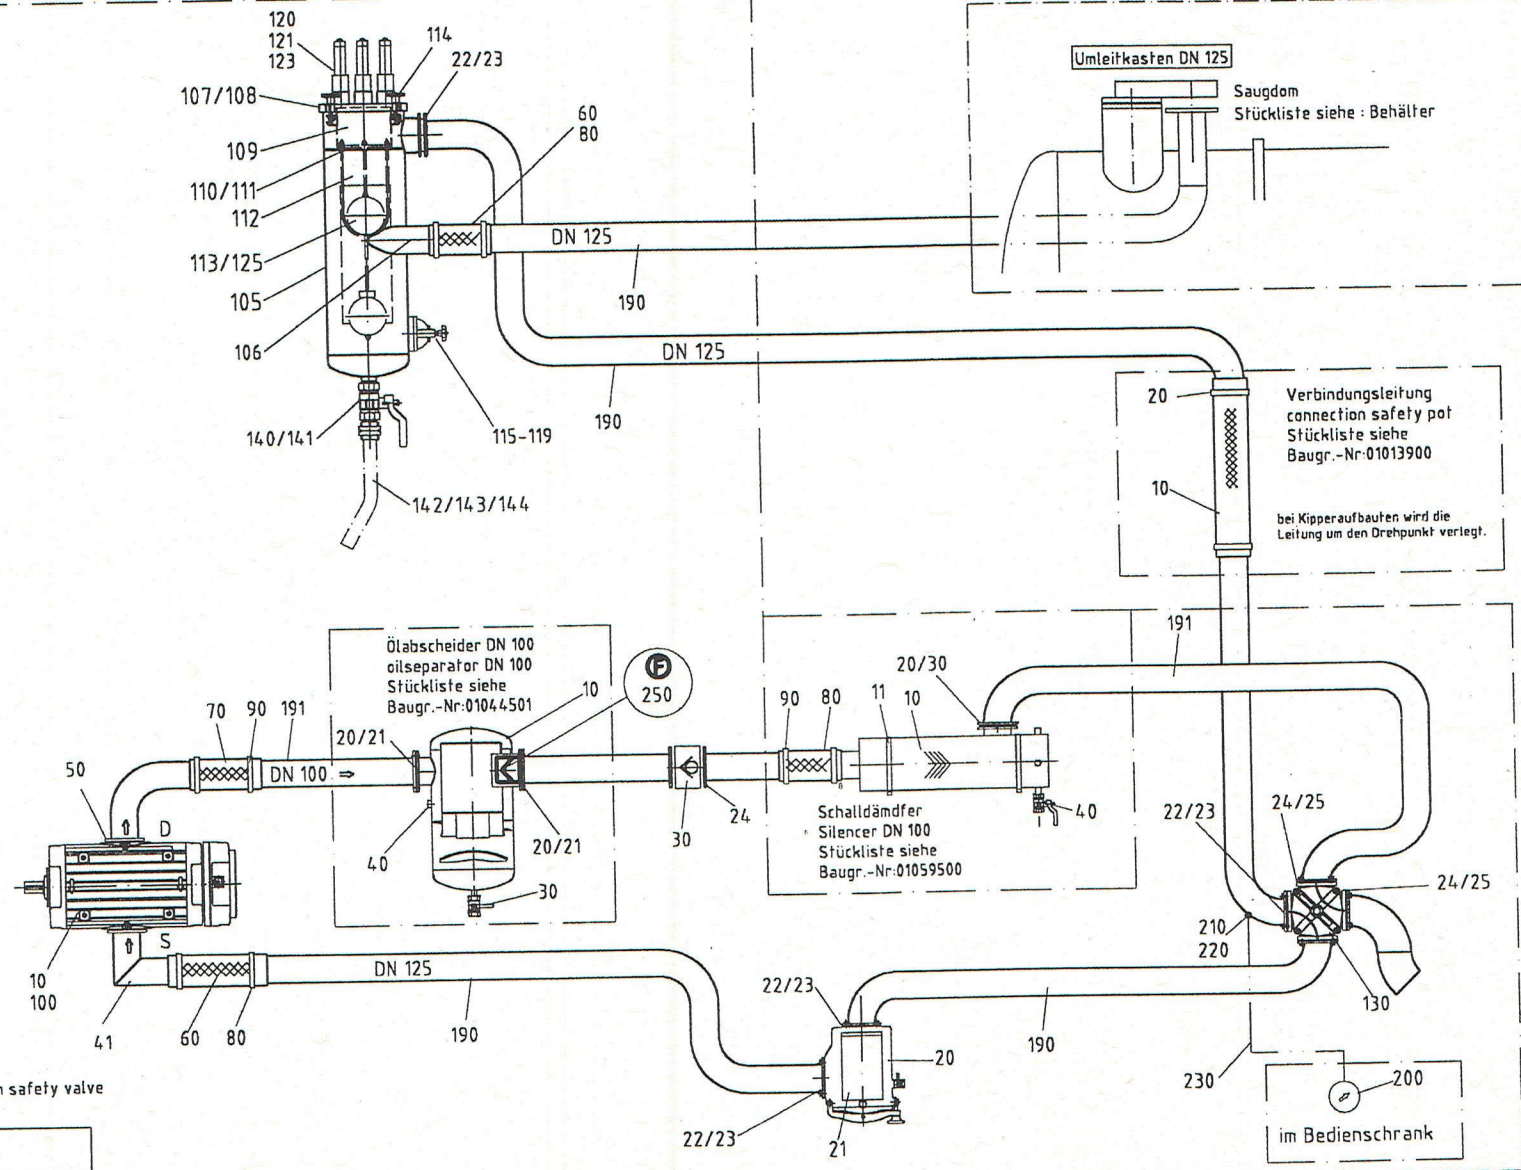 120
121
123
114
22/23
107/108
109
110/111
112
113/125
105
106
60
80
DN 125
190
DN 125
190
115-119
140/141
142/143/144
Umleitkasten DN 125
Saugdom
Stückliste siehe : Behälter
20
10
Verbindungsleitung
connection safety pot
Stückliste siehe
Baugr.-Nr:01013900
bei Kipperaufbauten wird die
Leitung um den Drehpunkt verlegt.
Ölabscheider DN 100
oilseparator DN 100
Stückliste siehe
Baugr.-Nr:01044501
10
F
250
70
90
191
20/21
DN 100 ⇒
50
D
40
20/21
30
30
24
90
80
11
10
20/30
191
40
Schalldämdfer
Silencer DN 100
Stückliste siehe
Baugr.-Nr:01059500
22/23
24/25
24/25
210
220
130
S
10
100
41
60
80
DN 125
190
22/23
20
21
22/23
190
230
200
im Bedienschrank
safety valve